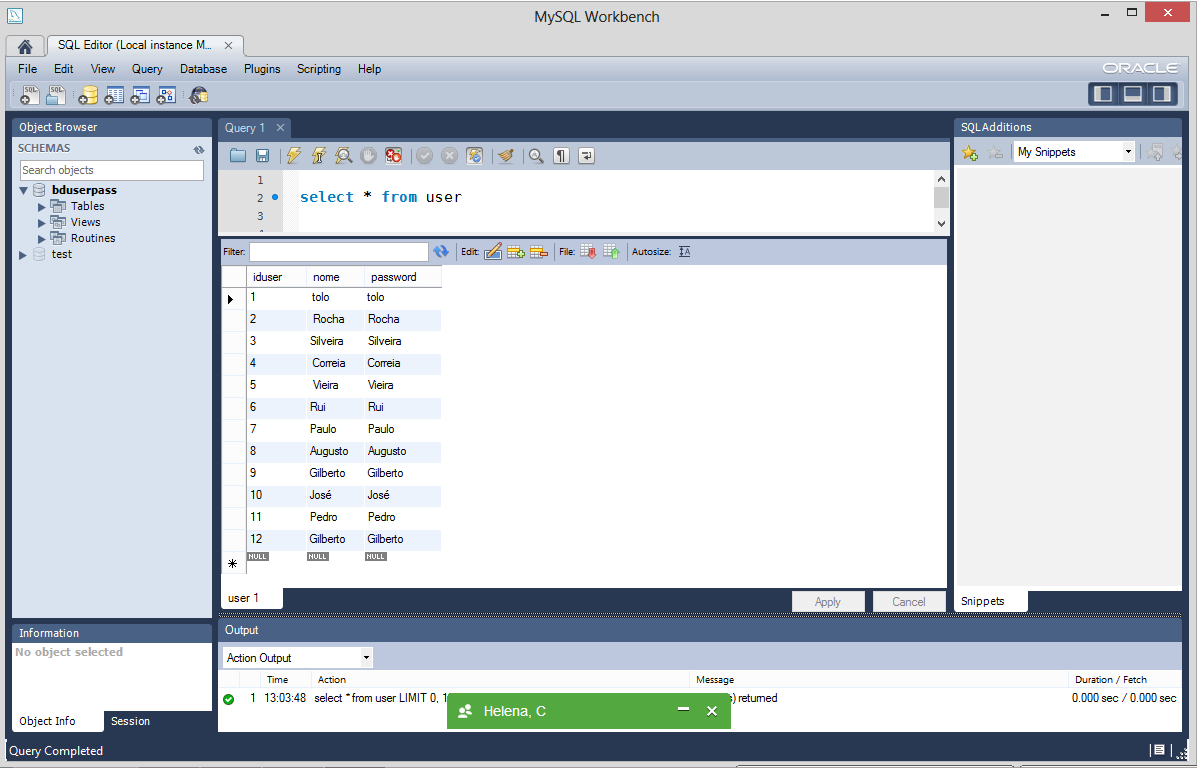 MySQL Workbench
SQL Editor (Local instance M...
File Edit View Query Database Plugins Scripting Help
ORACLE
SQL SQL
Object Browser
SCHEMAS
Search objects
bduserpass
Tables
Views
Routines
test
Query 1
1
2 select * from user
3
Filter: Edit: File: Autosize:
iduser nome password
1 tolo tolo
2 Rocha Rocha
3 Silveira Silveira
4 Correia Correia
5 Vieira Vieira
6 Rui Rui
7 Paulo Paulo
8 Augusto Augusto
9 Gilberto Gilberto
10 José José
11 Pedro Pedro
12 Gilberto Gilberto
NULL NULL NULL
user 1
Apply Cancel
SQLAdditions
My Snippets
Snippets
Information
No object selected
Object Info Session
Output
Action Output
Time Action Message Duration / Fetch
1 13:03:48 select * from user LIMIT 0, 1 returned 0.000 sec / 0.000 sec
Helena, C
Query Completed